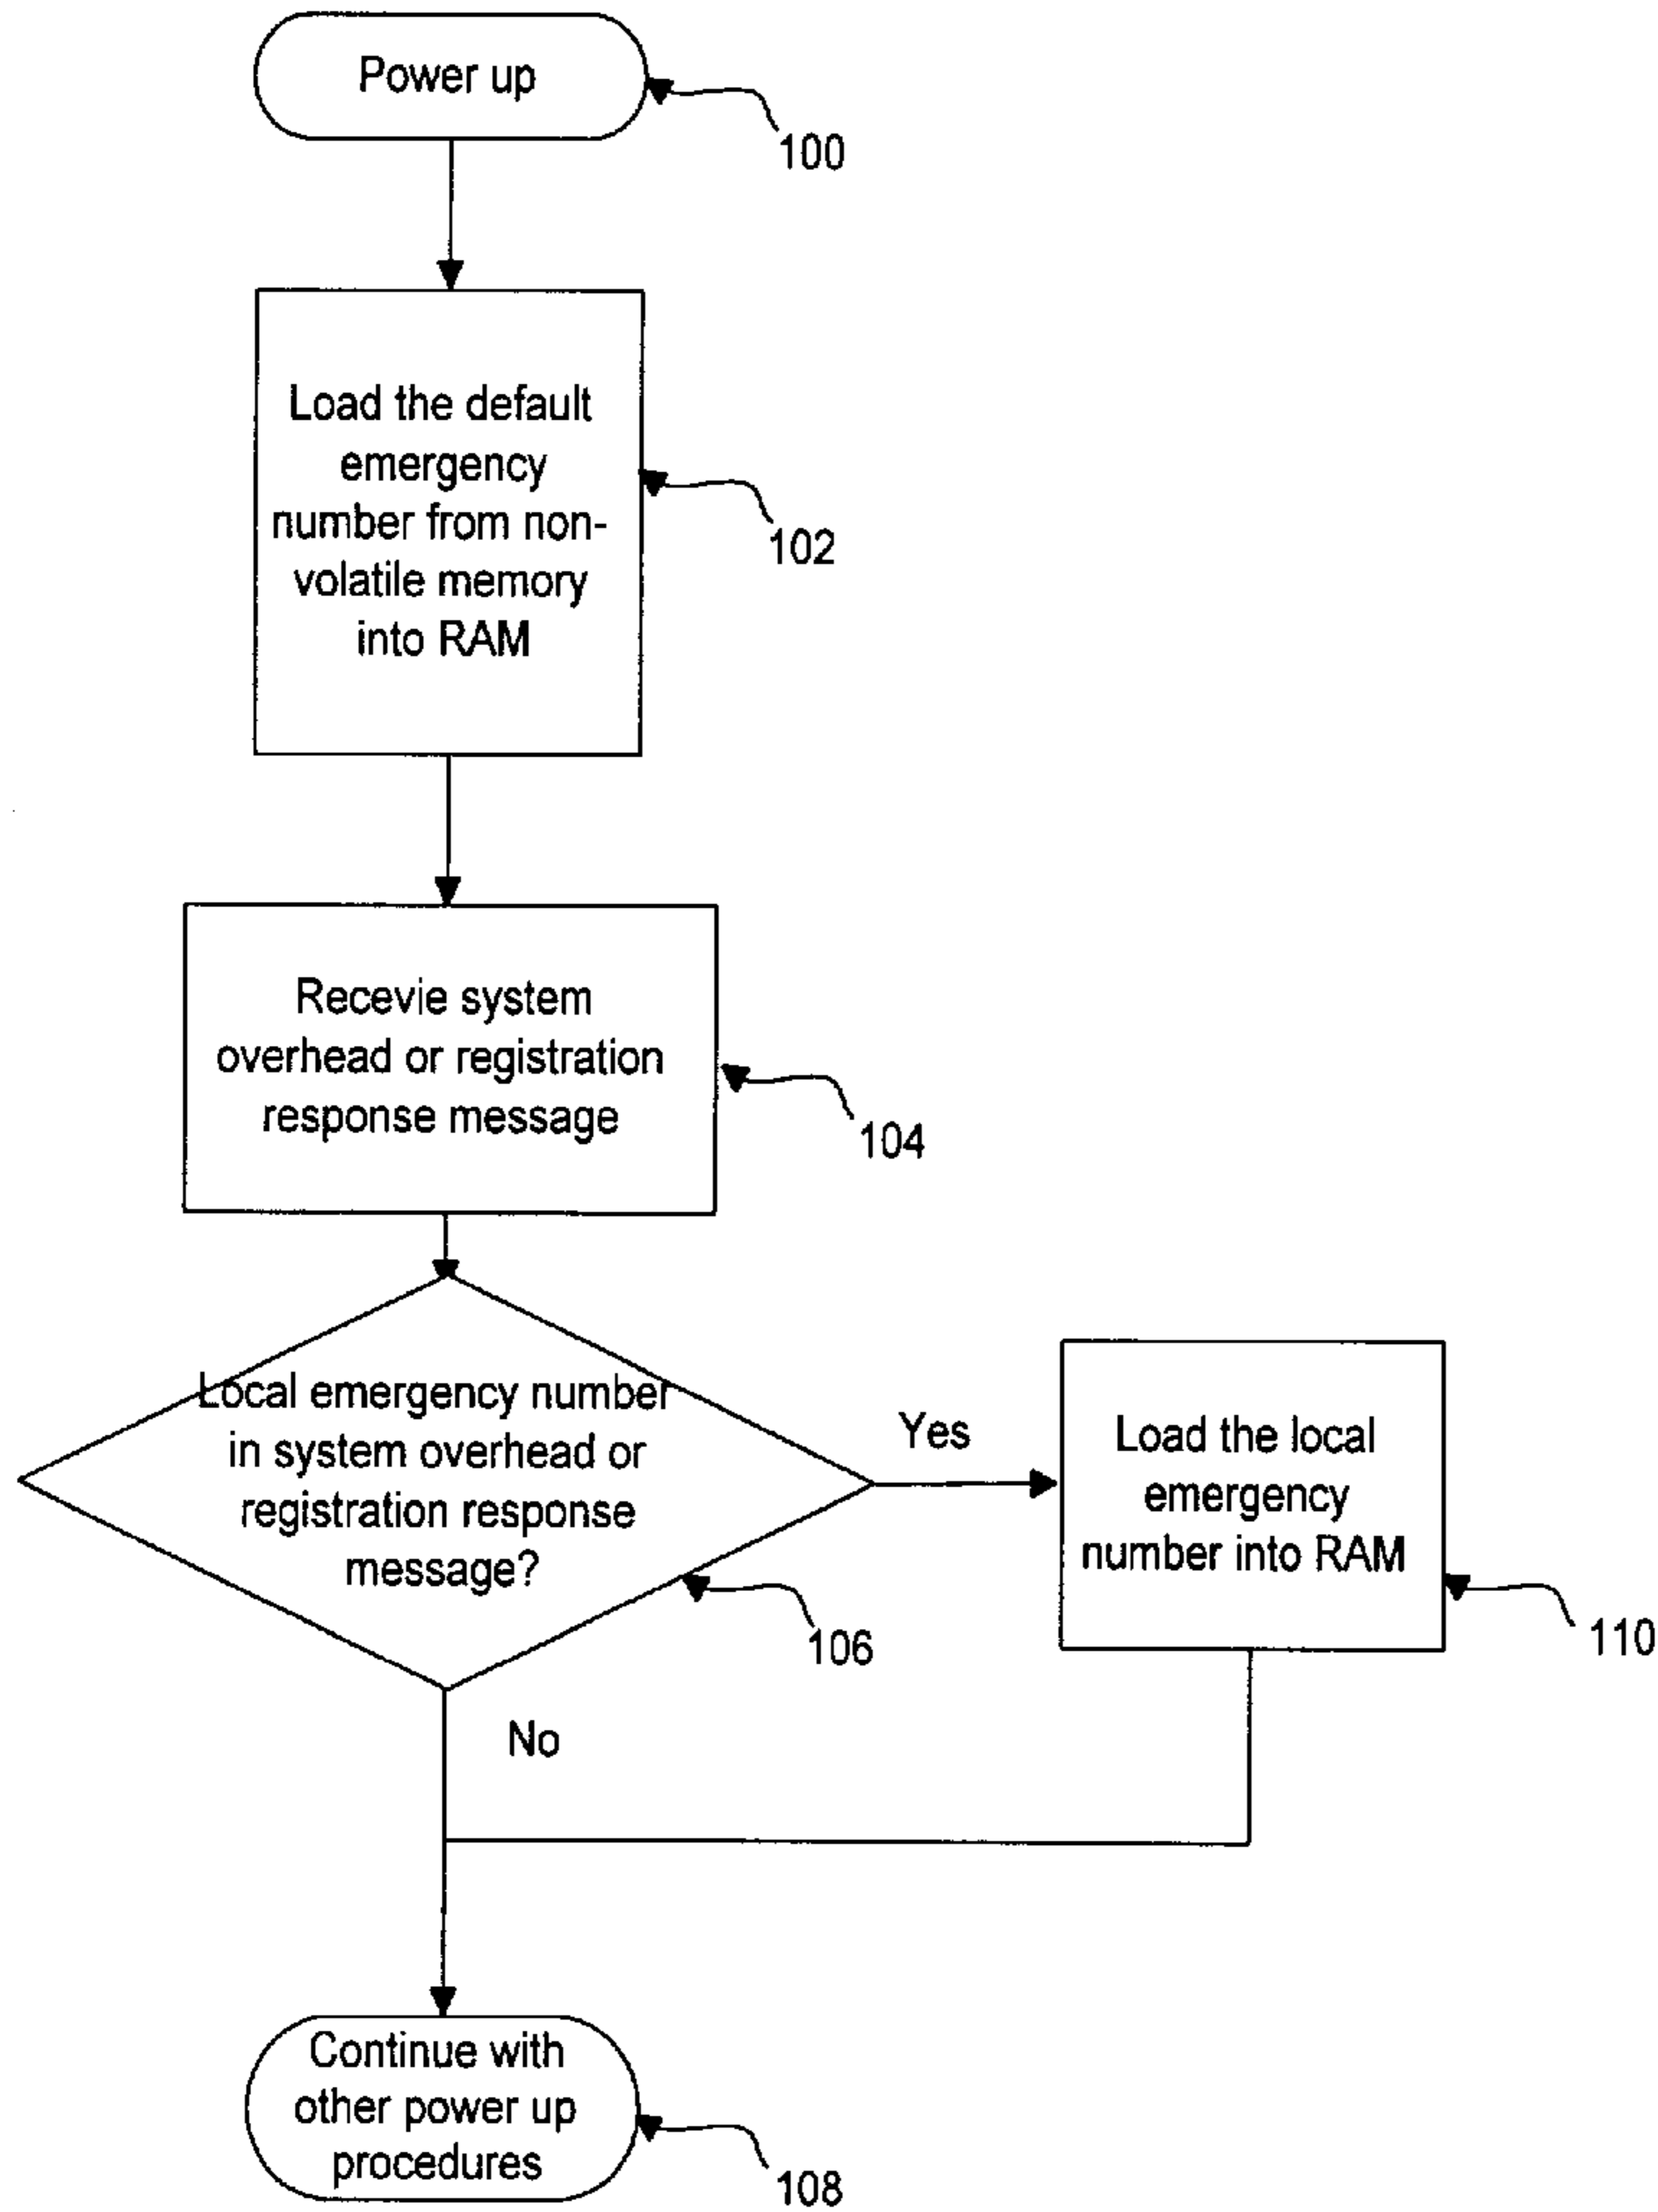 Power up
100
Load the default
emergency
number from non-
volatile memory
into RAM
102
Recevie system
overhead or registration
response message
104
Local emergency number
in system overhead or
registration response
message?
106
Yes
Load the local
emergency
number into RAM
110
No
Continue with
other power up
procedures
108